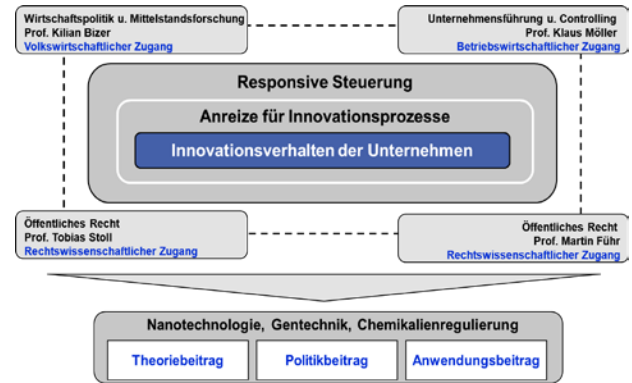 Wirtschaftspolitik u. Mittelstandsforschung
Prof. Kilian Bizer
Volkswirtschaftlicher Zugang
Unternehmensführung u. Controlling
Prof. Klaus Möller
Betriebswirtschaftlicher Zugang
Responsive Steuerung
Anreize für Innovationsprozesse
Innovationsverhalten der Unternehmen
Öffentliches Recht
Prof. Tobias Stoll
Rechtswissenschaftlicher Zugang
Öffentliches Recht
Prof. Martin Führ
Rechtswissenschaftlicher Zugang
Nanotechnologie, Gentechnik, Chemikalienregulierung
Theoriebeitrag
Politikbeitrag
Anwendungsbeitrag